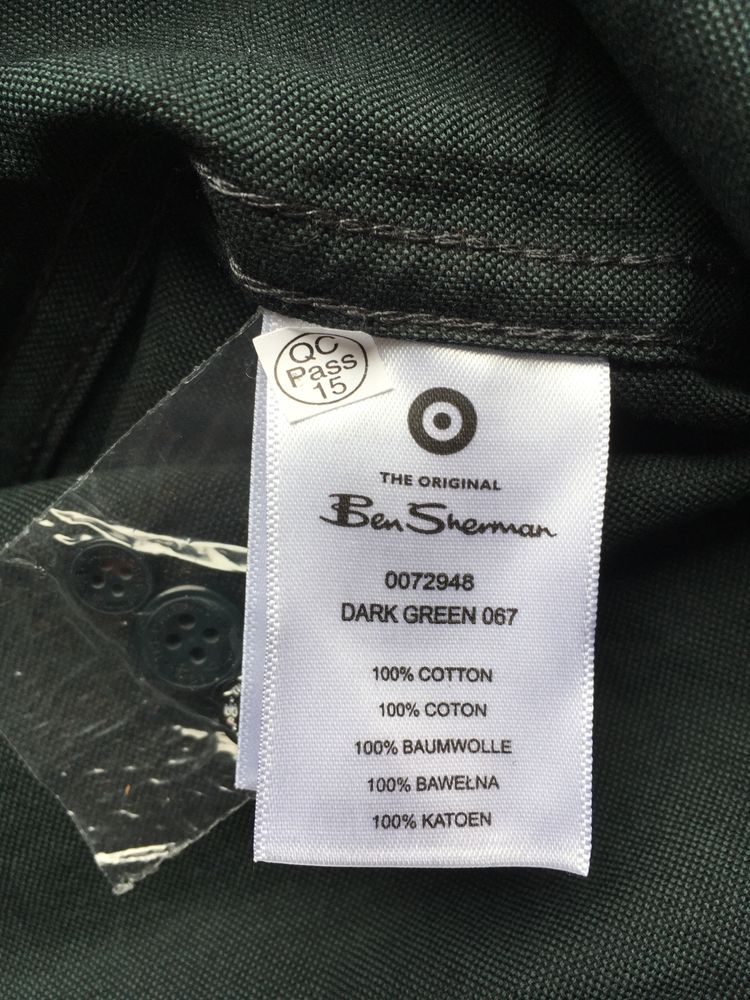 QC
Pass
15
THE ORIGINAL
Ben Sherman
0072948
DARK GREEN 067
100% COTTON
100% COTON
100% BAUMWOLLE
100% BAWEŁNA
100% KATOEN